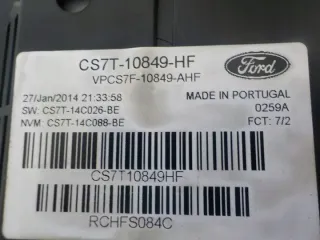 CS7T-10849-HF
VPCS7F-10849-AHF
Ford
27/Jan/2014 21:33:58
MADE IN PORTUGAL
SW: CS7T-14C026-BE
0259A
NVM: CS7T-14C088-BE
FCT: 7/2
CS7T10849HF
RCHFS084C